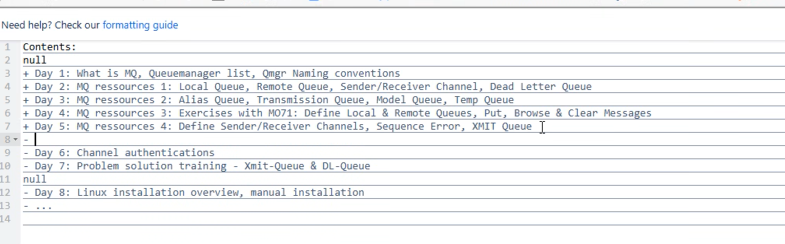 Need help? Check our formatting guide
1 Contents:
2 null
3 + Day 1: What is MQ, Queuemanager list, Qmgr Naming conventions
4 + Day 2: MQ ressources 1: Local Queue, Remote Queue, Sender/Receiver Channel, Dead Letter Queue
5 + Day 3: MQ ressources 2: Alias Queue, Transmission Queue, Model Queue, Temp Queue
6 + Day 4: MQ ressources 3: Exercises with MO71: Define Local & Remote Queues, Put, Browse & Clear Messages
7 + Day 5: MQ ressources 4: Define Sender/Receiver Channels, Sequence Error, XMIT Queue
8 -
9 - Day 6: Channel authentications
10 - Day 7: Problem solution training - Xmit-Queue & DL-Queue
11 null
12 - Day 8: Linux installation overview, manual installation
13 - ...
14